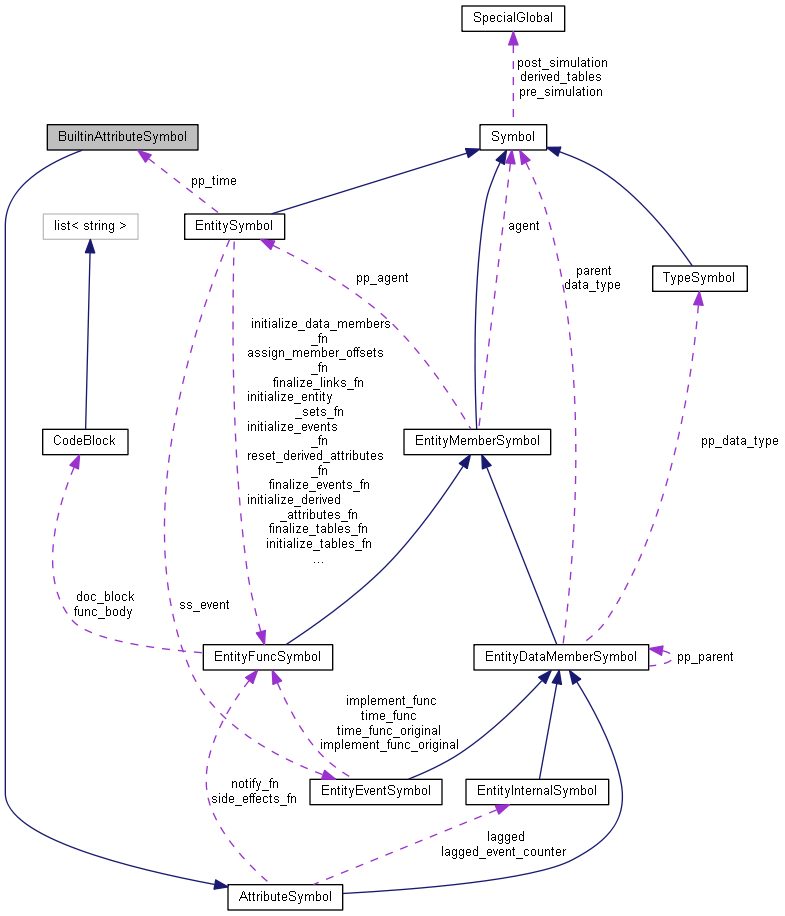 SpecialGlobal
post_simulation
derived_tables
pre_simulation
BuiltinAttributeSymbol
Symbol
pp_time
list< string >
EntitySymbol
agent
TypeSymbol
pp_agent
parent
data_type
initialize_data_members
_fn
assign_member_offsets
_fn
finalize_links_fn
initialize_entity
_sets_fn
initialize_events
_fn
reset_derived_attributes
_fn
finalize_events_fn
initialize_derived
_attributes_fn
finalize_tables_fn
initialize_tables_fn
...
CodeBlock
EntityMemberSymbol
pp_data_type
doc_block
func_body
ss_event
EntityFuncSymbol
EntityDataMemberSymbol
pp_parent
implement_func
time_func
time_func_original
implement_func_original
notify_fn
side_effects_fn
EntityEventSymbol
EntityInternalSymbol
lagged
lagged_event_counter
AttributeSymbol